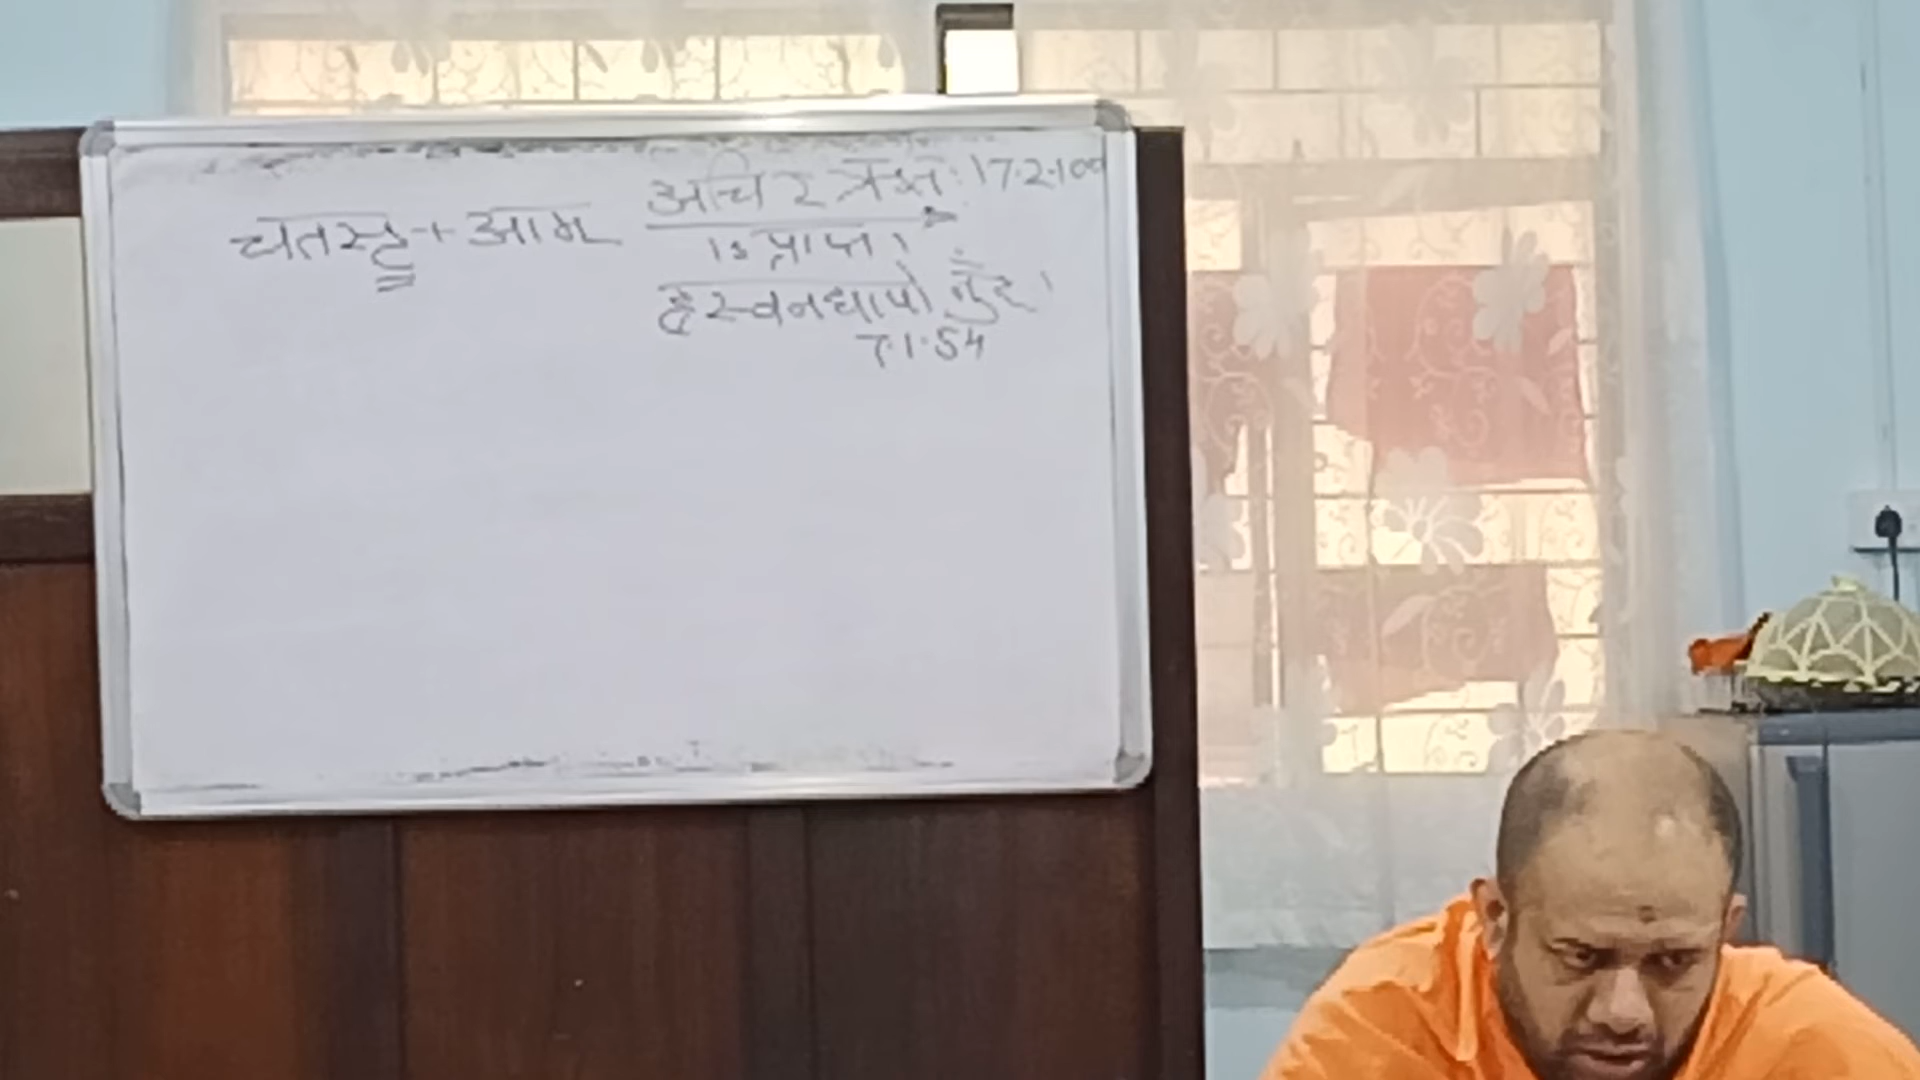 चतसृ + आम् अचि र ऋतः । 7.2.100
। इ प्राप्त ।
ह्रस्वनद्यापो नुट् ।
7.1.54